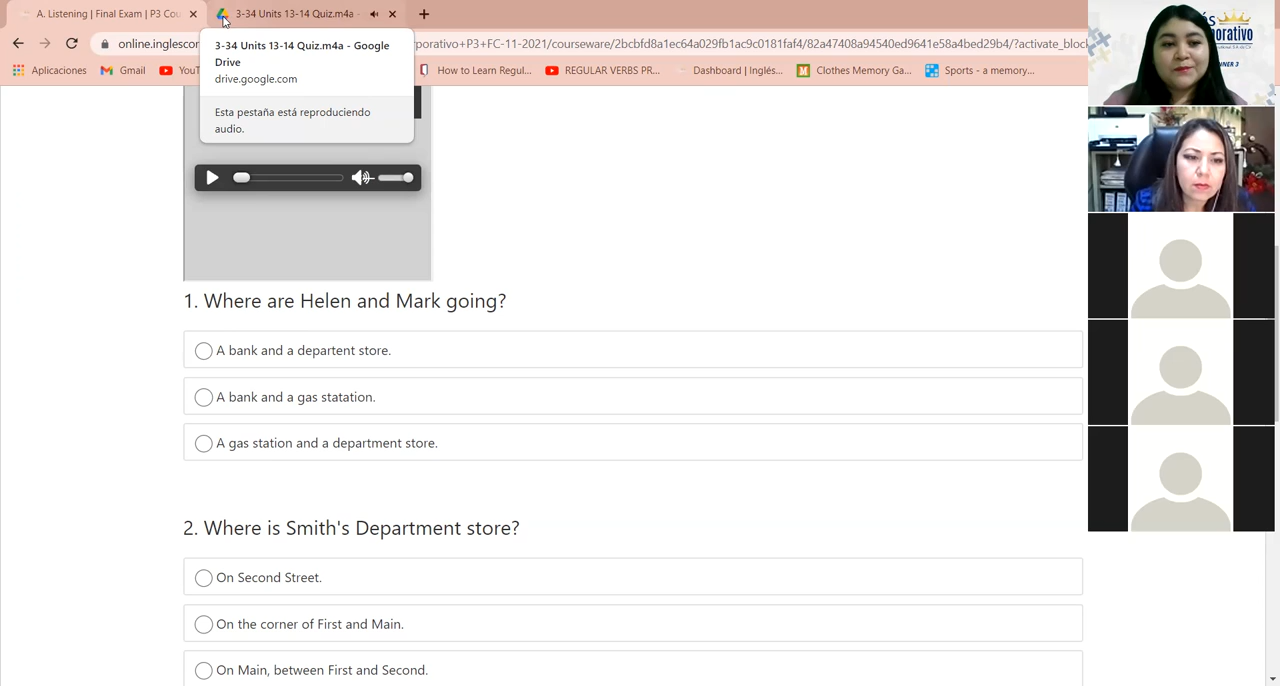 A. Listening | Final Exam | P3 Cou
3-34 Units 13-14 Quiz.m4a -
online.inglescor
3-34 Units 13-14 Quiz.m4a - Google
Drive
drive.google.com
Esta pestaña está reproduciendo
audio.
porativo+P3+FC-11-2021/courseware/2bcbfd8a1ec64a029fb1ac9c0181faf4/82a47408a94540ed9641e58a4bed29b4/?activate_bloc
Aplicaciones
Gmail
YouT
How to Learn Regul...
REGULAR VERBS PR...
Dashboard | Inglés...
Clothes Memory Ga...
Sports - a memory...
1. Where are Helen and Mark going?
A bank and a departent store.
A bank and a gas statation.
A gas station and a department store.
2. Where is Smith's Department store?
On Second Street.
On the corner of First and Main.
On Main, between First and Second.